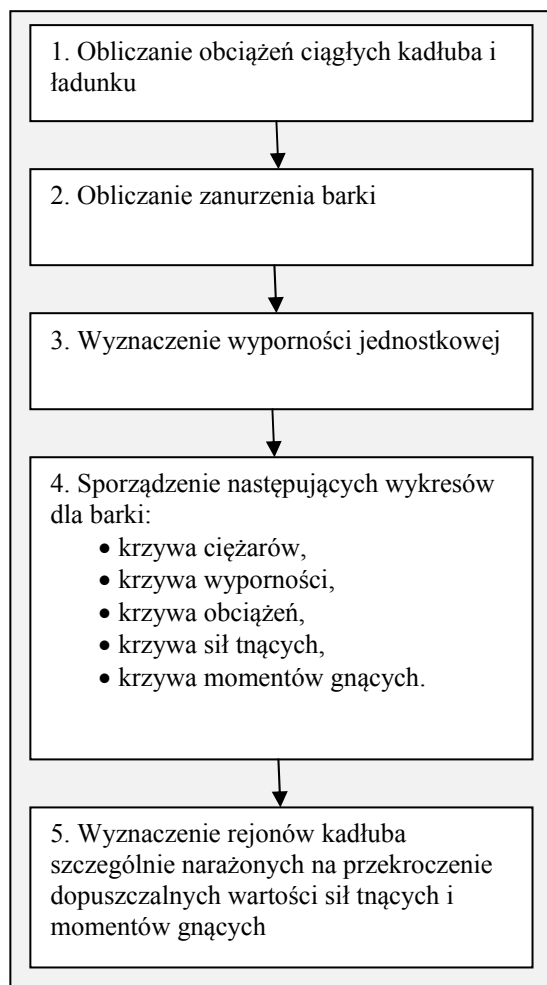 1. Obliczanie obciążeń ciągłych kadłuba i
ładunku
2. Obliczanie zanurzenia barki
3. Wyznaczenie wyporności jednostkowej
4. Sporządzenie następujących wykresów
dla barki:
• krzywa ciężarów,
• krzywa wyporności,
• krzywa obciążeń,
• krzywa sił tnących,
• krzywa momentów gnących.
5. Wyznaczenie rejonów kadłuba
szczególnie narażonych na przekroczenie
dopuszczalnych wartości sił tnących i
momentów gnących